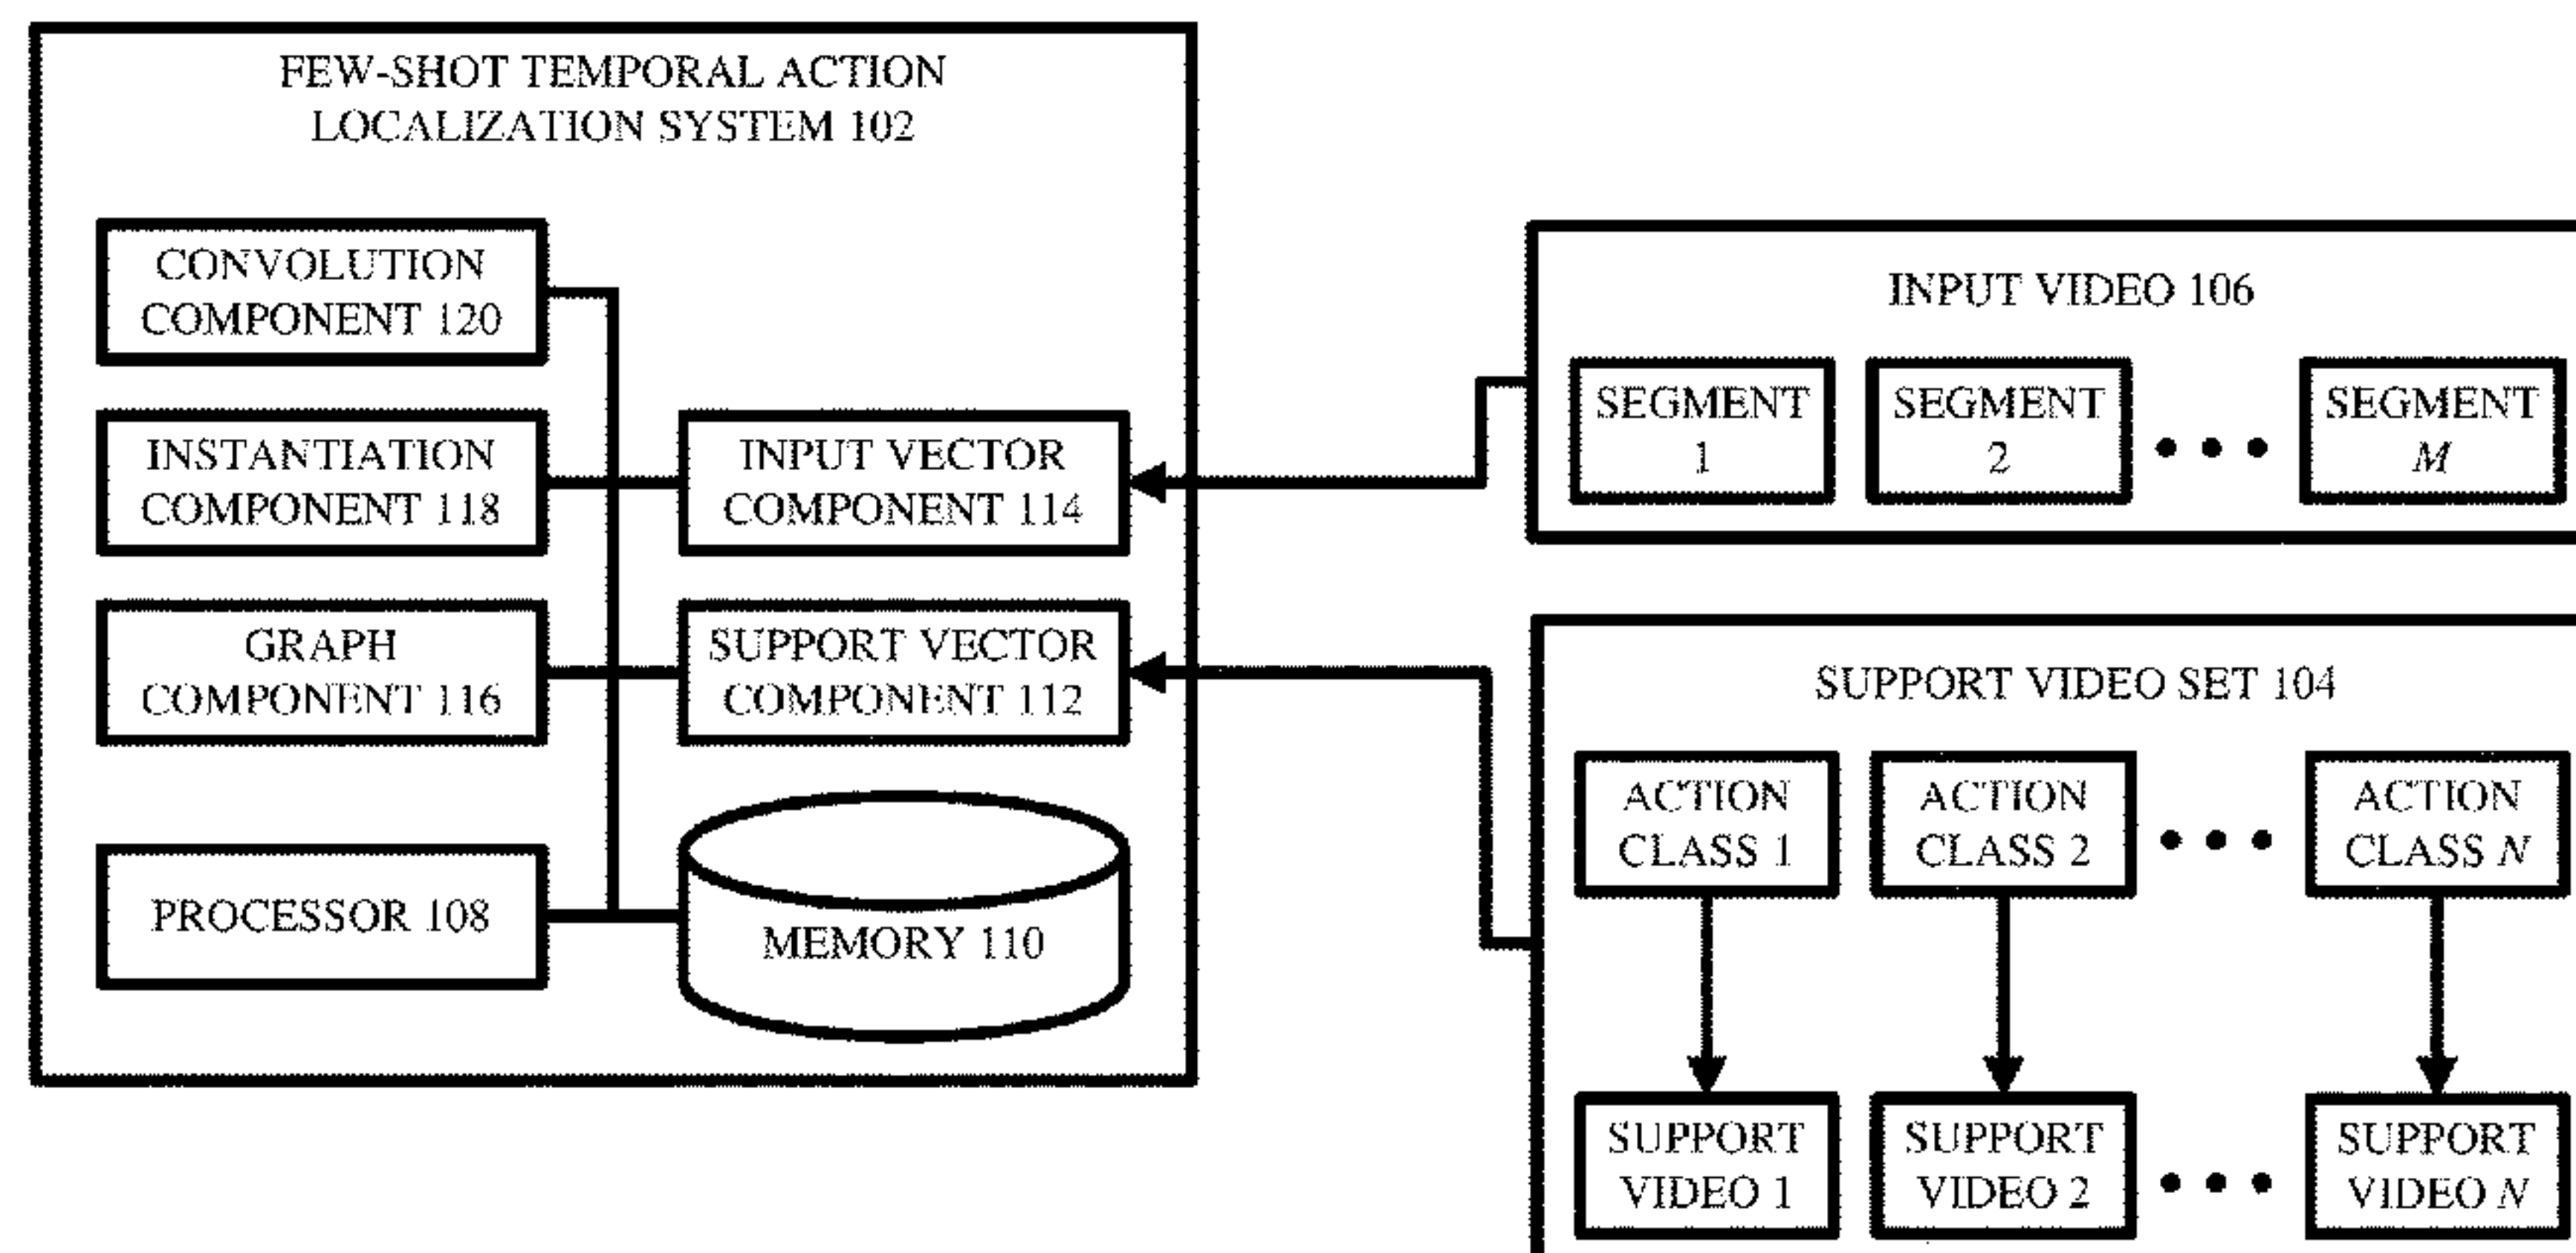 FEW-SHOT TEMPORAL ACTION
LOCALIZATION SYSTEM 102
CONVOLUTION
COMPONENT 120
INSTANTIATION
COMPONENT 118
INPUT VECTOR
COMPONENT 114
GRAPH
COMPONENT 116
SUPPORT VECTOR
COMPONENT 112
PROCESSOR 108
MEMORY 110
INPUT VIDEO 106
SEGMENT
1
SEGMENT
2
SEGMENT
M
SUPPORT VIDEO SET 104
ACTION
CLASS 1
ACTION
CLASS 2
ACTION
CLASS N
SUPPORT
VIDEO 1
SUPPORT
VIDEO 2
SUPPORT
VIDEO N